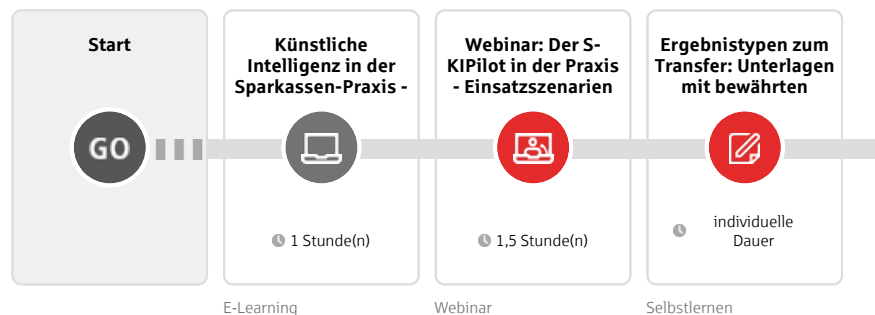 Start
GO
Künstliche
Intelligenz in der
Sparkassen-Praxis -
1 Stunde(n)
E-Learning
Webinar: Der S-
KIPilot in der Praxis
- Einsatzszenarien
1,5 Stunde(n)
Webinar
Ergebnistypen zum
Transfer: Unterlagen
mit bewährten
individuelle
Dauer
Selbstlernen